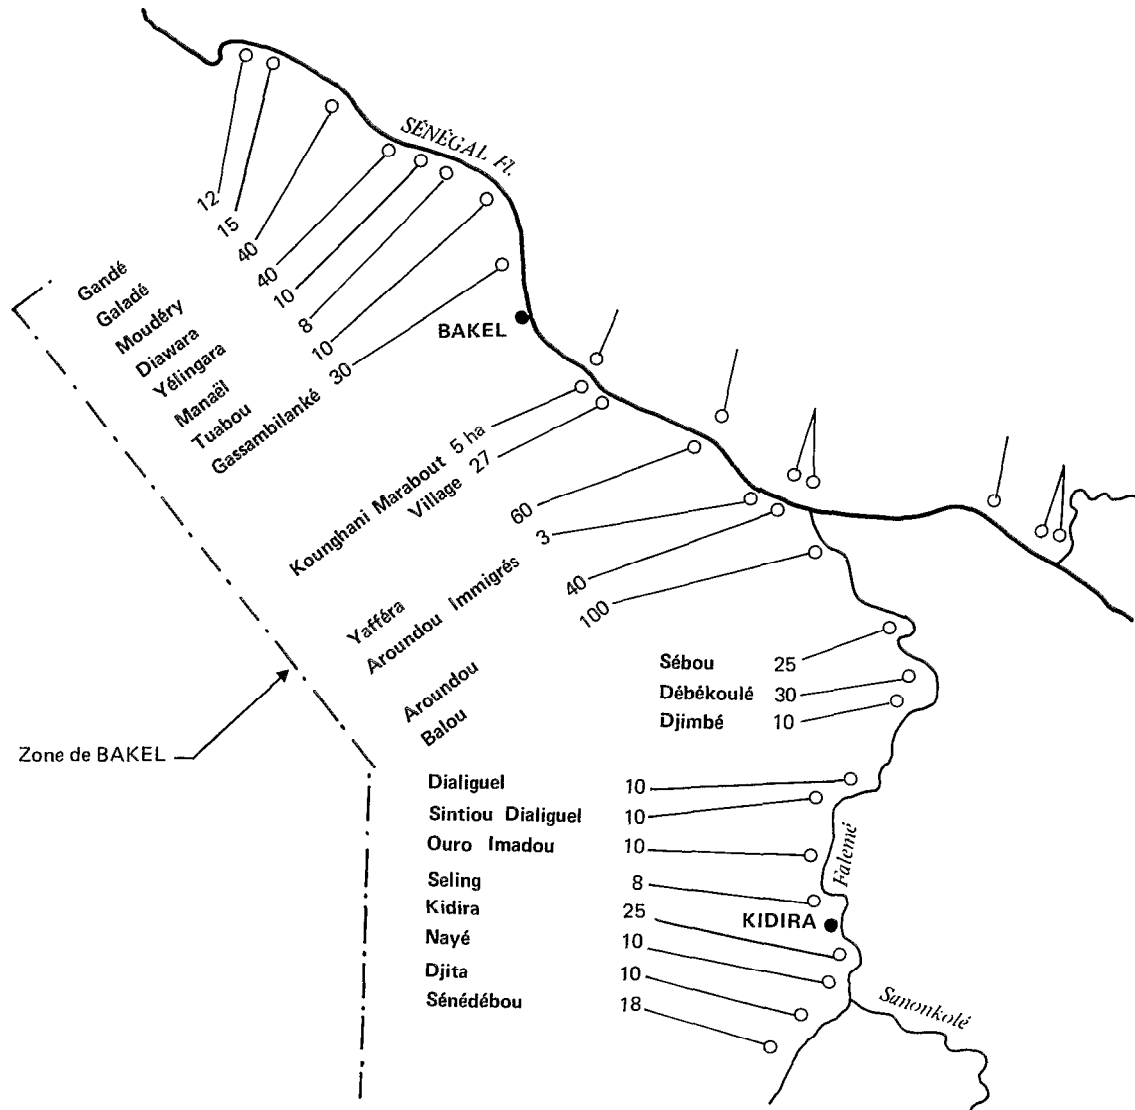 SÉNÉGAL Fl.
Gandé 12
Galadé 15
Moudéry 40
Diawara 40
Yélingara 10
Manaël 8
Tuabou 10
Gassambilanké 30
BAKEL
Kounghani Marabout 5 ha
Village 27
Yafféra 60
Aroundou Immigrés 3
Aroundou 40
Balou 100
Sébou 25
Débékoulé 30
Djimbé 10
Zone de BAKEL
Dialiguel 10
Sintiou Dialiguel 10
Ouro Imadou 10
Seling 8
Kidira 25
Nayé 10
Djita 10
Sénédébou 18
Falemé
KIDIRA
Sanonkolé